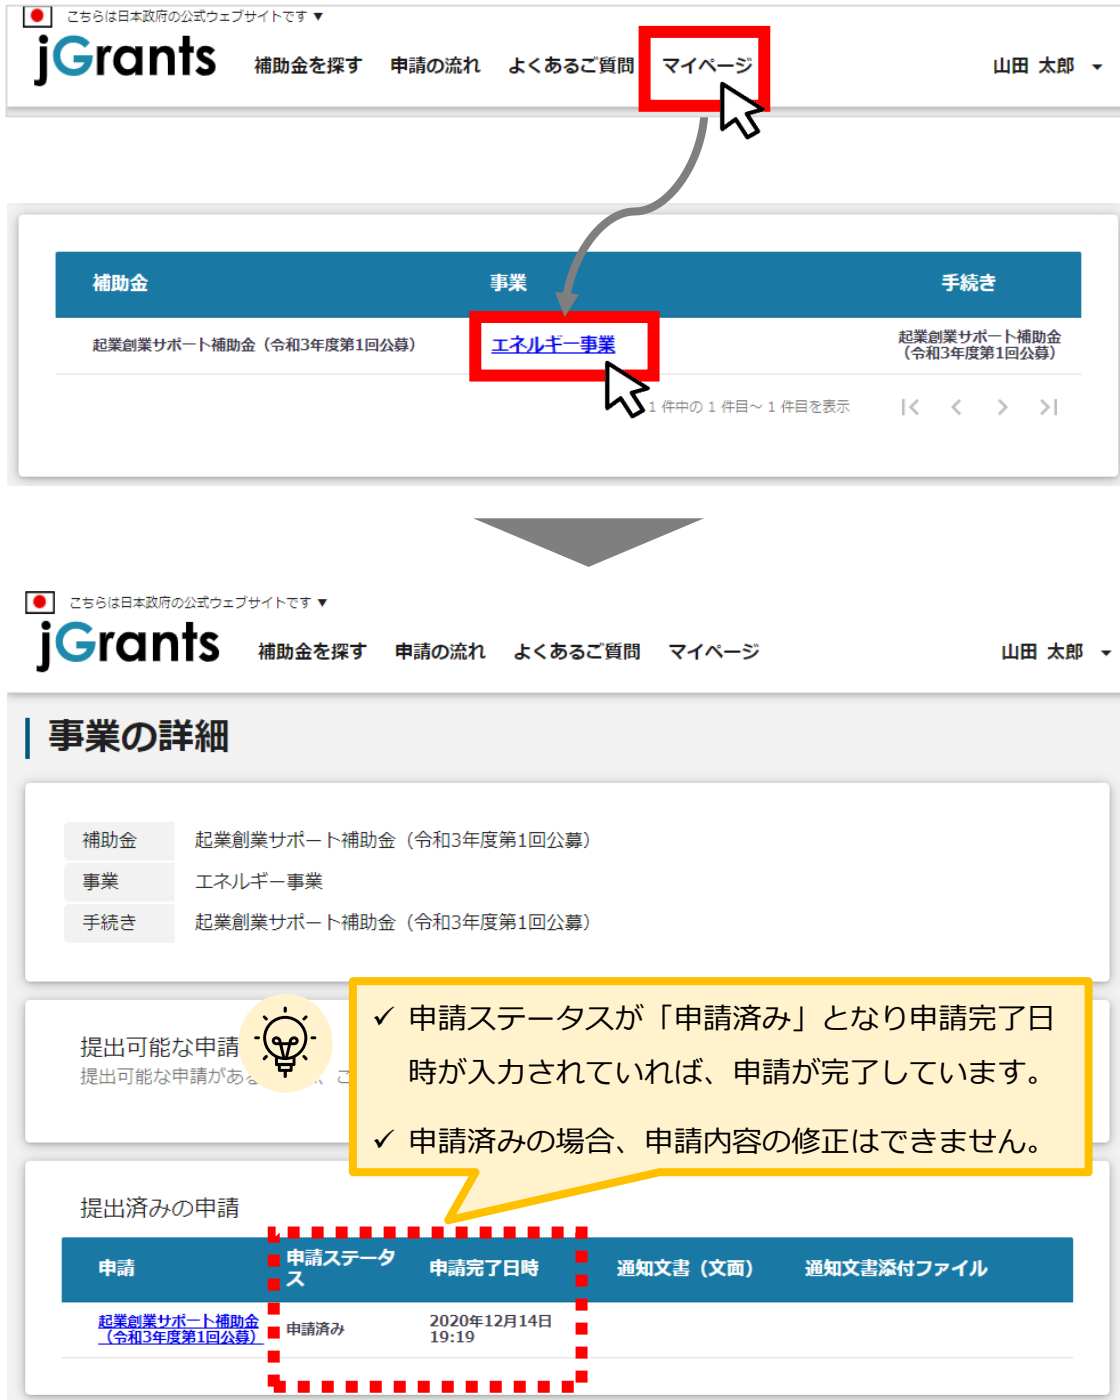 こちらは日本政府の公式ウェブサイトです ▼
jGrants 補助金を探す 申請の流れ よくあるご質問 マイページ 山田 太郎
補助金 事業 手続き
起業創業サポート補助金（令和3年度第1回公募） エネルギー事業 起業創業サポート補助金
（令和3年度第1回公募）
1 件中の 1 件目～ 1 件目を表示
こちらは日本政府の公式ウェブサイトです ▼
jGrants 補助金を探す 申請の流れ よくあるご質問 マイページ 山田 太郎
事業の詳細
補助金 起業創業サポート補助金（令和3年度第1回公募）
事業 エネルギー事業
手続き 起業創業サポート補助金（令和3年度第1回公募）
✓ 申請ステータスが「申請済み」となり申請完了日
時が入力されていれば、申請が完了しています。
✓ 申請済みの場合、申請内容の修正はできません。
提出可能な申請
提出可能な申請がある
提出済みの申請
申請 申請ステータ
ス 申請完了日時 通知文書（文面） 通知文書添付ファイル
起業創業サポート補助金
（令和3年度第1回公募） 申請済み 2020年12月14日
19:19